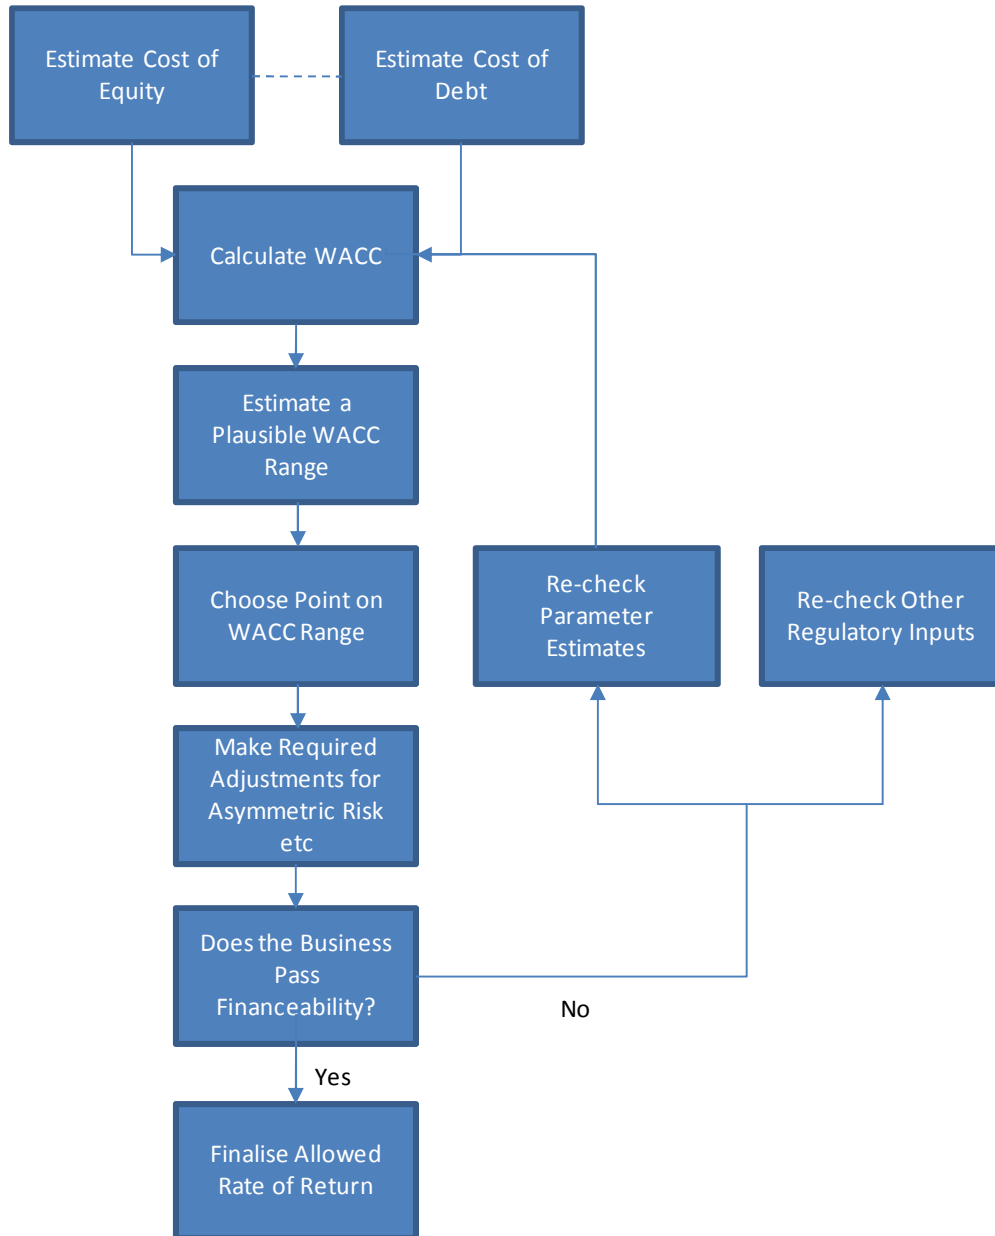 Estimate Cost of
Equity
Estimate Cost of
Debt
Calculate WACC
Estimate a
Plausible WACC
Range
Choose Point on
WACC Range
Re-check
Parameter
Estimates
Re-check Other
Regulatory Inputs
Make Required
Adjustments for
Asymmetric Risk
etc
Does the Business
Pass
Financeability?
No
Yes
Finalise Allowed
Rate of Return